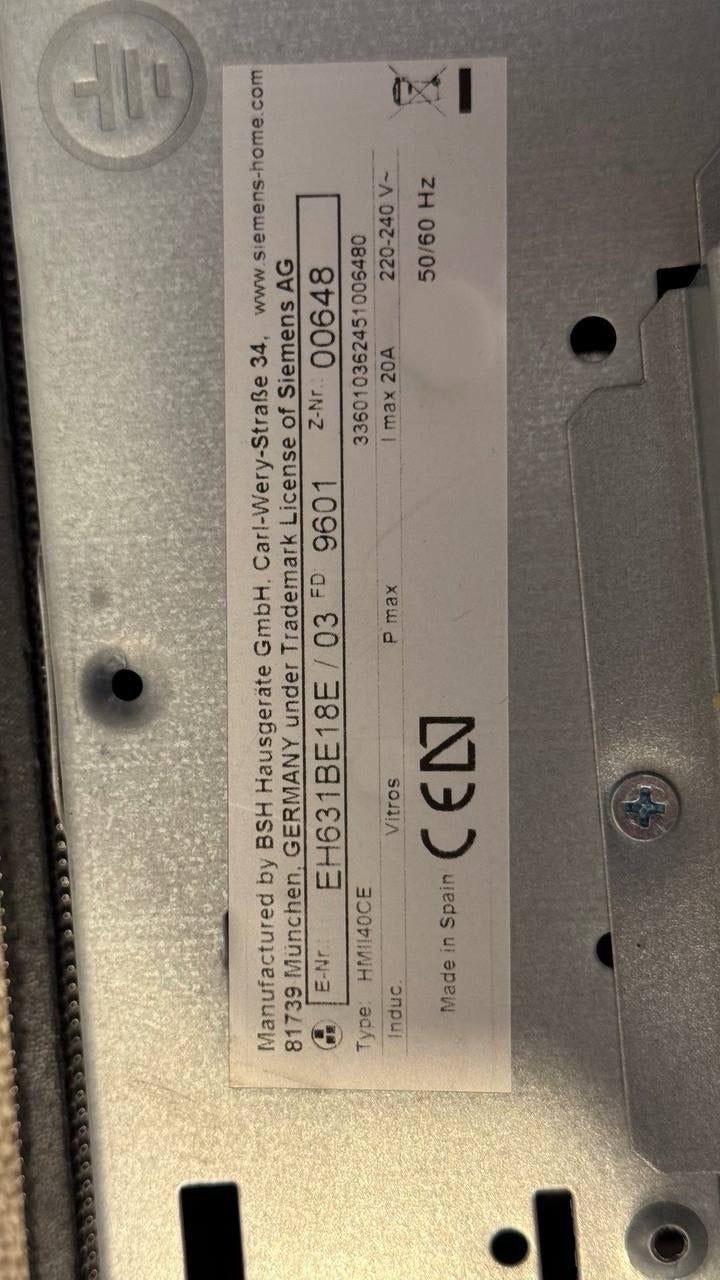 Manufactured by BSH Hausgeräte GmbH, Carl-Wery-Straße 34, www.siemens-home.com
81739 München, GERMANY under Trademark License of Siemens AG
E-Nr.: EH631BE18E / 03 FD 9601 Z-Nr.: 00648
Type: HMII40CE 336010362451006480
Induc. Vitros P max I max 20A 220-240 V~
Made in Spain CE N 50/60 Hz